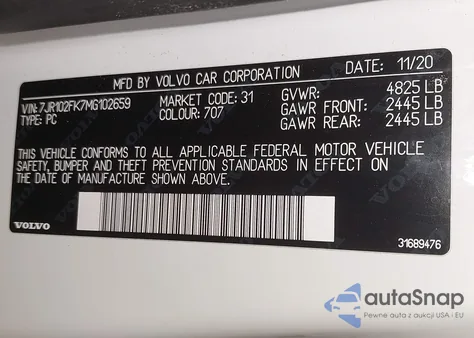 MFD BY VOLVO CAR CORPORATION DATE: 11/20
VIN:7JR102FK7MG102659 MARKET CODE: 31 GVWR: 4825 LB
TYPE: PC COLOUR: 707 GAWR FRONT: 2445 LB
GAWR REAR: 2445 LB
THIS VEHICLE CONFORMS TO ALL APPLICABLE FEDERAL MOTOR VEHICLE
SAFETY, BUMPER AND THEFT PREVENTION STANDARDS IN EFFECT ON
THE DATE OF MANUFACTURE SHOWN ABOVE.
VOLVO
31689476
autoSnap
Pewne auta z aukcji USA i EU